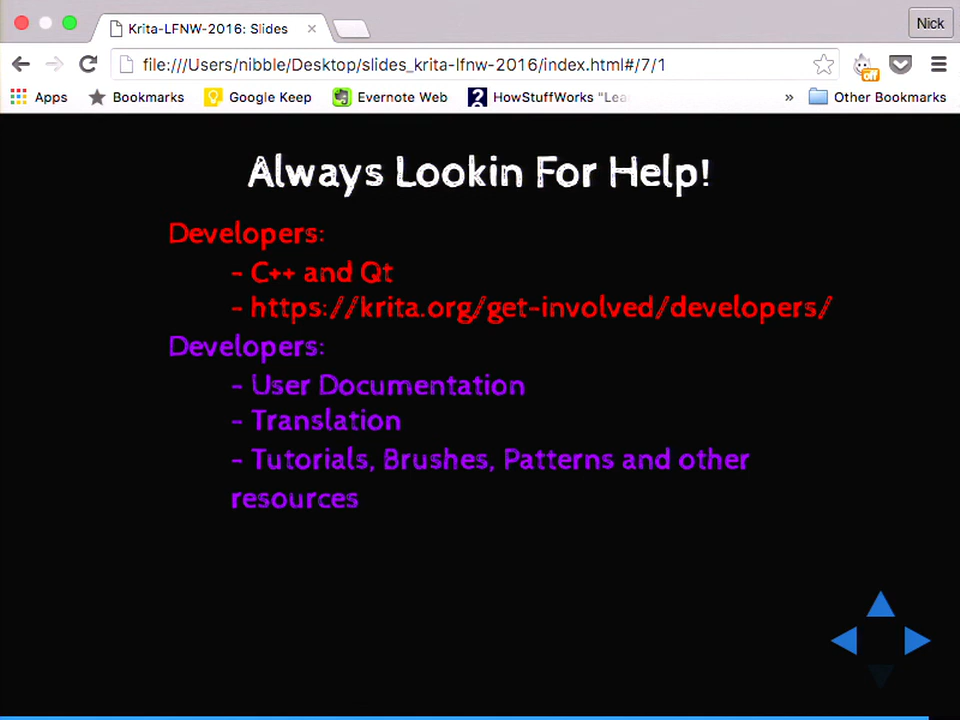 Krita-LFNW-2016: Slides
Nick
file:///Users/nibble/Desktop/slides_krita-lfnw-2016/index.html#/7/1
off
Apps Bookmarks Google Keep Evernote Web HowStuffWorks "Lea » Other Bookmarks
Always Lookin For Help!
Developers:
- C++ and Qt
- https://krita.org/get-involved/developers/
Developers:
- User Documentation
- Translation
- Tutorials, Brushes, Patterns and other
resources